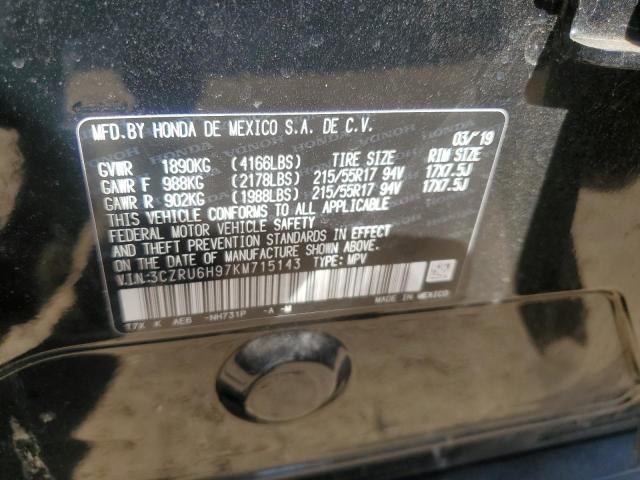 MFD.BY HONDA DE MEXICO S.A. DE C.V. 03/19
GVWR 1890KG (4166LBS) TIRE SIZE RIM SIZE
GAWR F 988KG (2178LBS) 215/55R17 94V 17X7.5J
GAWR R 902KG (1988LBS) 215/55R17 94V 17X7.5J
THIS VEHICLE CONFORMS TO ALL APPLICABLE
FEDERAL MOTOR VEHICLE SAFETY BUMPER,
AND THEFT PREVENTION STANDARDS IN EFFECT
ON THE DATE OF MANUFACTURE SHOWN ABOVE.
V.I.N:3CZRU6H97KM715143 TYPE: MPV
MADE IN MEXICO
T7X K AE6 -NH731P -A -M